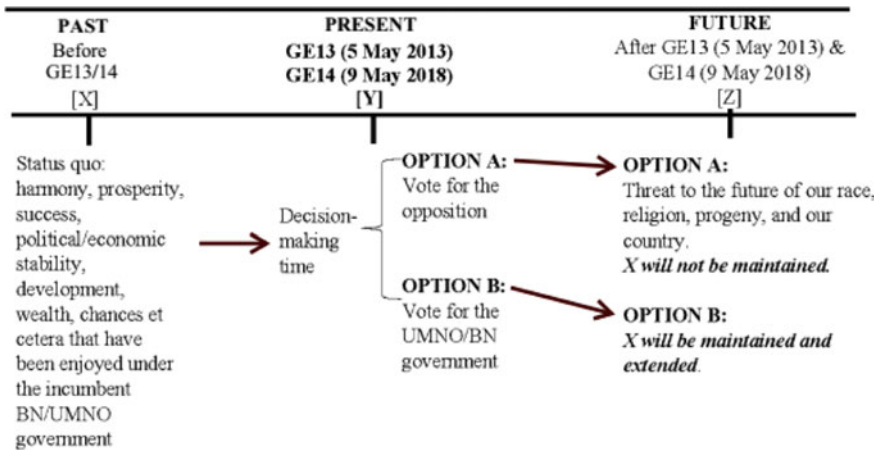 PAST
Before
GE13/14
[X]
PRESENT
GE13 (5 May 2013)
GE14 (9 May 2018)
[Y]
FUTURE
After GE13 (5 May 2013) &
GE14 (9 May 2018)
[Z]
Status quo:
harmony, prosperity,
success,
political/economic
stability,
development,
wealth, chances et
cetera that have
been enjoyed under
the incumbent
BN/UMNO
government
Decision-
making
time
OPTION A:
Vote for the
opposition
OPTION B:
Vote for the
UMNO/BN
government
OPTION A:
Threat to the future of our race,
religion, progeny, and our
country.
X will not be maintained.
OPTION B:
X will be maintained and
extended.